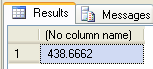 Results Messages
(No column name)
1 438.6662